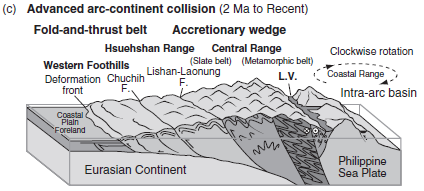 (c) Advanced arc-continent collision (2 Ma to Recent)
Fold-and-thrust belt Accretionary wedge
Hsuehshan Range Central Range
Clockwise rotation
(Slate belt) (Metamorphic belt)
Western Foothills
Lishan-Laonung
F.
L.V.
Coastal Range
Deformation
front
Chuchih
F.
Intra-arc basin
Coastal
Plain
Foreland
Eurasian Continent
Philippine
Sea Plate